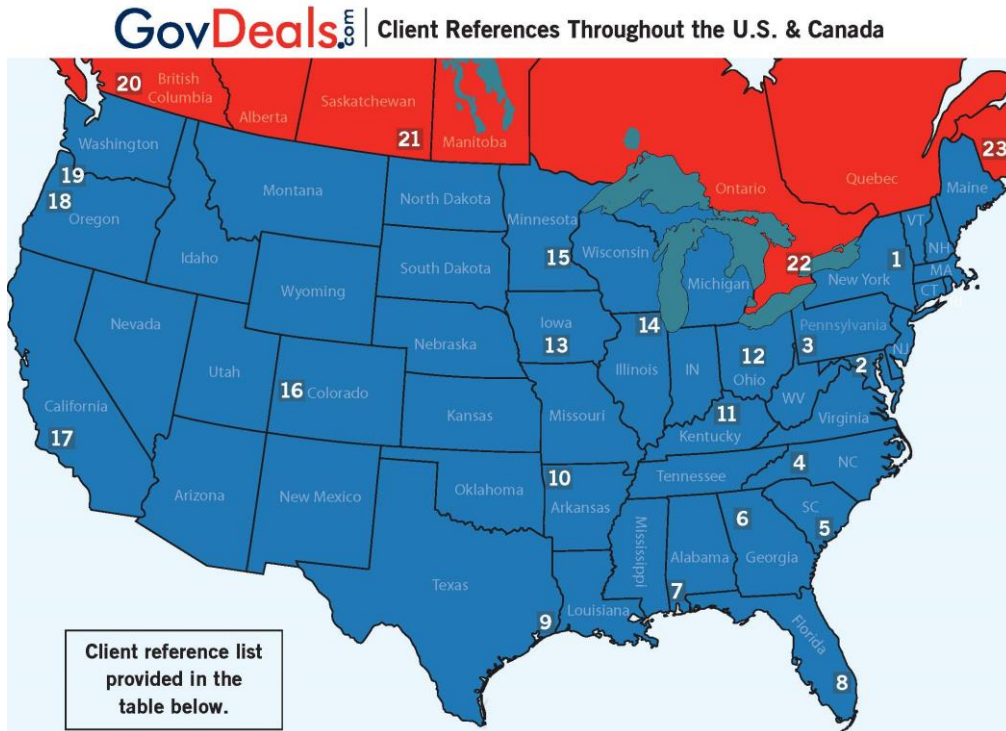 GovDeals.com | Client References Throughout the U.S. & Canada
20 British Columbia
Alberta
Saskatchewan
21
Manitoba
Ontario
Quebec
23
22
Washington
19
18
Oregon
Montana
Idaho
Wyoming
North Dakota
South Dakota
Minnesota
15
Wisconsin
Michigan
New York
1
VT
NH
Maine
MA
CT
Nevada
Utah
California
17
16 Colorado
Nebraska
Kansas
Iowa
13
14
Illinois
IN
12
Ohio
Pennsylvania
3
NJ
2
WV
Virginia
Missouri
11
Kentucky
Tennessee
4
NC
Arizona
New Mexico
Oklahoma
10
Arkansas
Mississippi
Alabama
6
Georgia
SC
5
Texas
9
Louisiana
7
Florida
8
Client reference list
provided in the
table below.